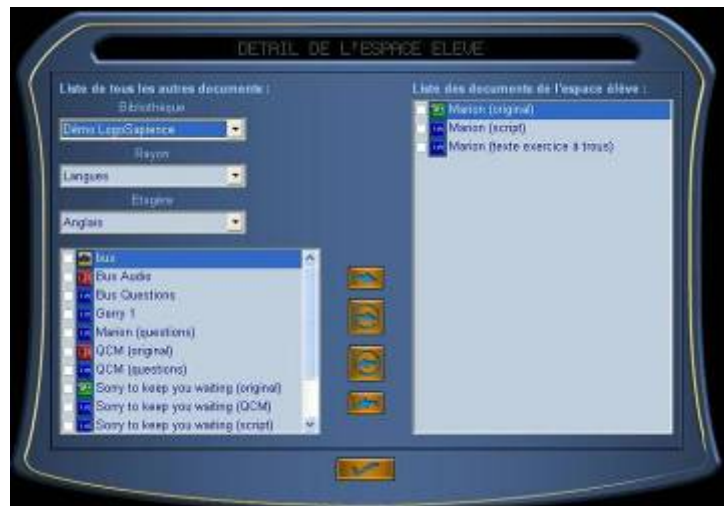 DETAIL DE L'ESPACE ELEVE
Liste de tous les autres documents :
Bibliothèque
Démo LogoSapience
Rayon
Langues
Etagère
Anglais
bus
Bus Audio
Bus Questions
Gerry 1
Marion (questions)
QCM (original)
QCM (questions)
Sorry to keep you waiting (original)
Sorry to keep you waiting (QCM)
Sorry to keep you waiting (script)
Liste des documents de l'espace élève :
Marion (original)
Marion (script)
Marion (texte exercice à trous)